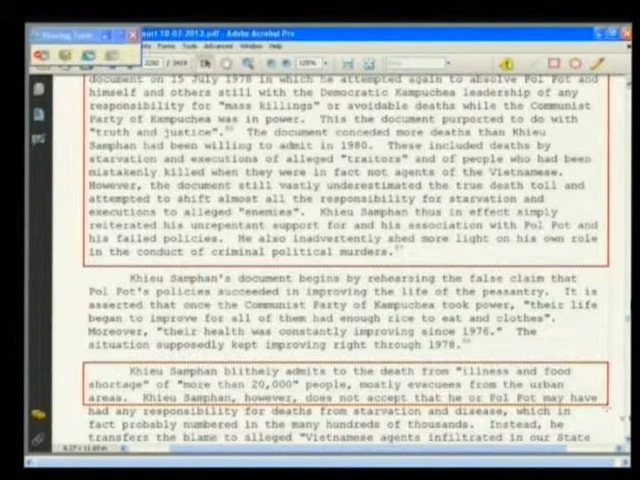 port 10-07-2013.pdf - Adobe Acrobat Pro
Forms Tools Advanced Window Help
125%
document on 15 July 1978 in which he attempted again to absolve Pol Pot and
himself and others still with the Democratic Kampuchea leadership of any
responsibility for "mass killings" or avoidable deaths while the Communist
Party of Kampuchea was in power. This the document purported to do with
"truth and justice". The document conceded more deaths than Khieu
Samphan had been willing to admit in 1980. These included deaths by
starvation and executions of alleged "traitors" and of people who had been
mistakenly killed when they were in fact not agents of the Vietnamese.
However, the document still vastly underestimated the true death toll and
attempted to shift almost all the responsibility for starvation and
executions to alleged "enemies". Khieu Samphan thus in effect simply
reiterated his unrepentant support for and his association with Pol Pot and
his failed policies. He also inadvertently shed more light on his own role
in the conduct of criminal political murders.
Khieu Samphan's document begins by rehearsing the false claim that
Pol Pot's policies succeeded in improving the life of the peasantry. It is
asserted that once the Communist Party of Kampuchea took power, "their life
began to improve for all of them had enough rice to eat and clothes".
Moreover, "their health was constantly improving since 1976." The
situation supposedly kept improving right through 1978.
Khieu Samphan blithely admits to the death from "illness and food
shortage" of "more than 20,000" people, mostly evacuees from the urban
areas. Khieu Samphan, however, does not accept that he or Pol Pot may have
had any responsibility for deaths from starvation and disease, which in
fact probably numbered in the many hundreds of thousands. Instead, he
transfers the blame to alleged "Vietnamese agents infiltrated in our State